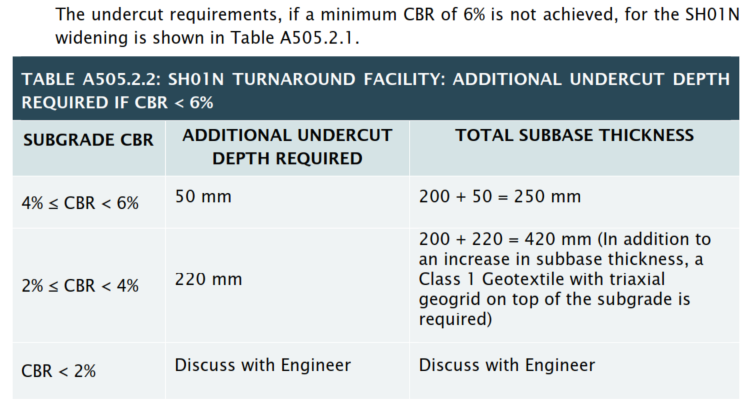 The undercut requirements, if a minimum CBR of 6% is not achieved, for the SH01N
widening is shown in Table A505.2.1.
TABLE A505.2.2: SH01N TURNAROUND FACILITY: ADDITIONAL UNDERCUT DEPTH
REQUIRED IF CBR < 6%
SUBGRADE CBR
ADDITIONAL UNDERCUT
DEPTH REQUIRED
TOTAL SUBBASE THICKNESS
4% ≤ CBR < 6%
50 mm
200 + 50 = 250 mm
2% ≤ CBR < 4%
220 mm
200 + 220 = 420 mm (In addition to
an increase in subbase thickness, a
Class 1 Geotextile with triaxial
geogrid on top of the subgrade is
required)
CBR < 2%
Discuss with Engineer
Discuss with Engineer